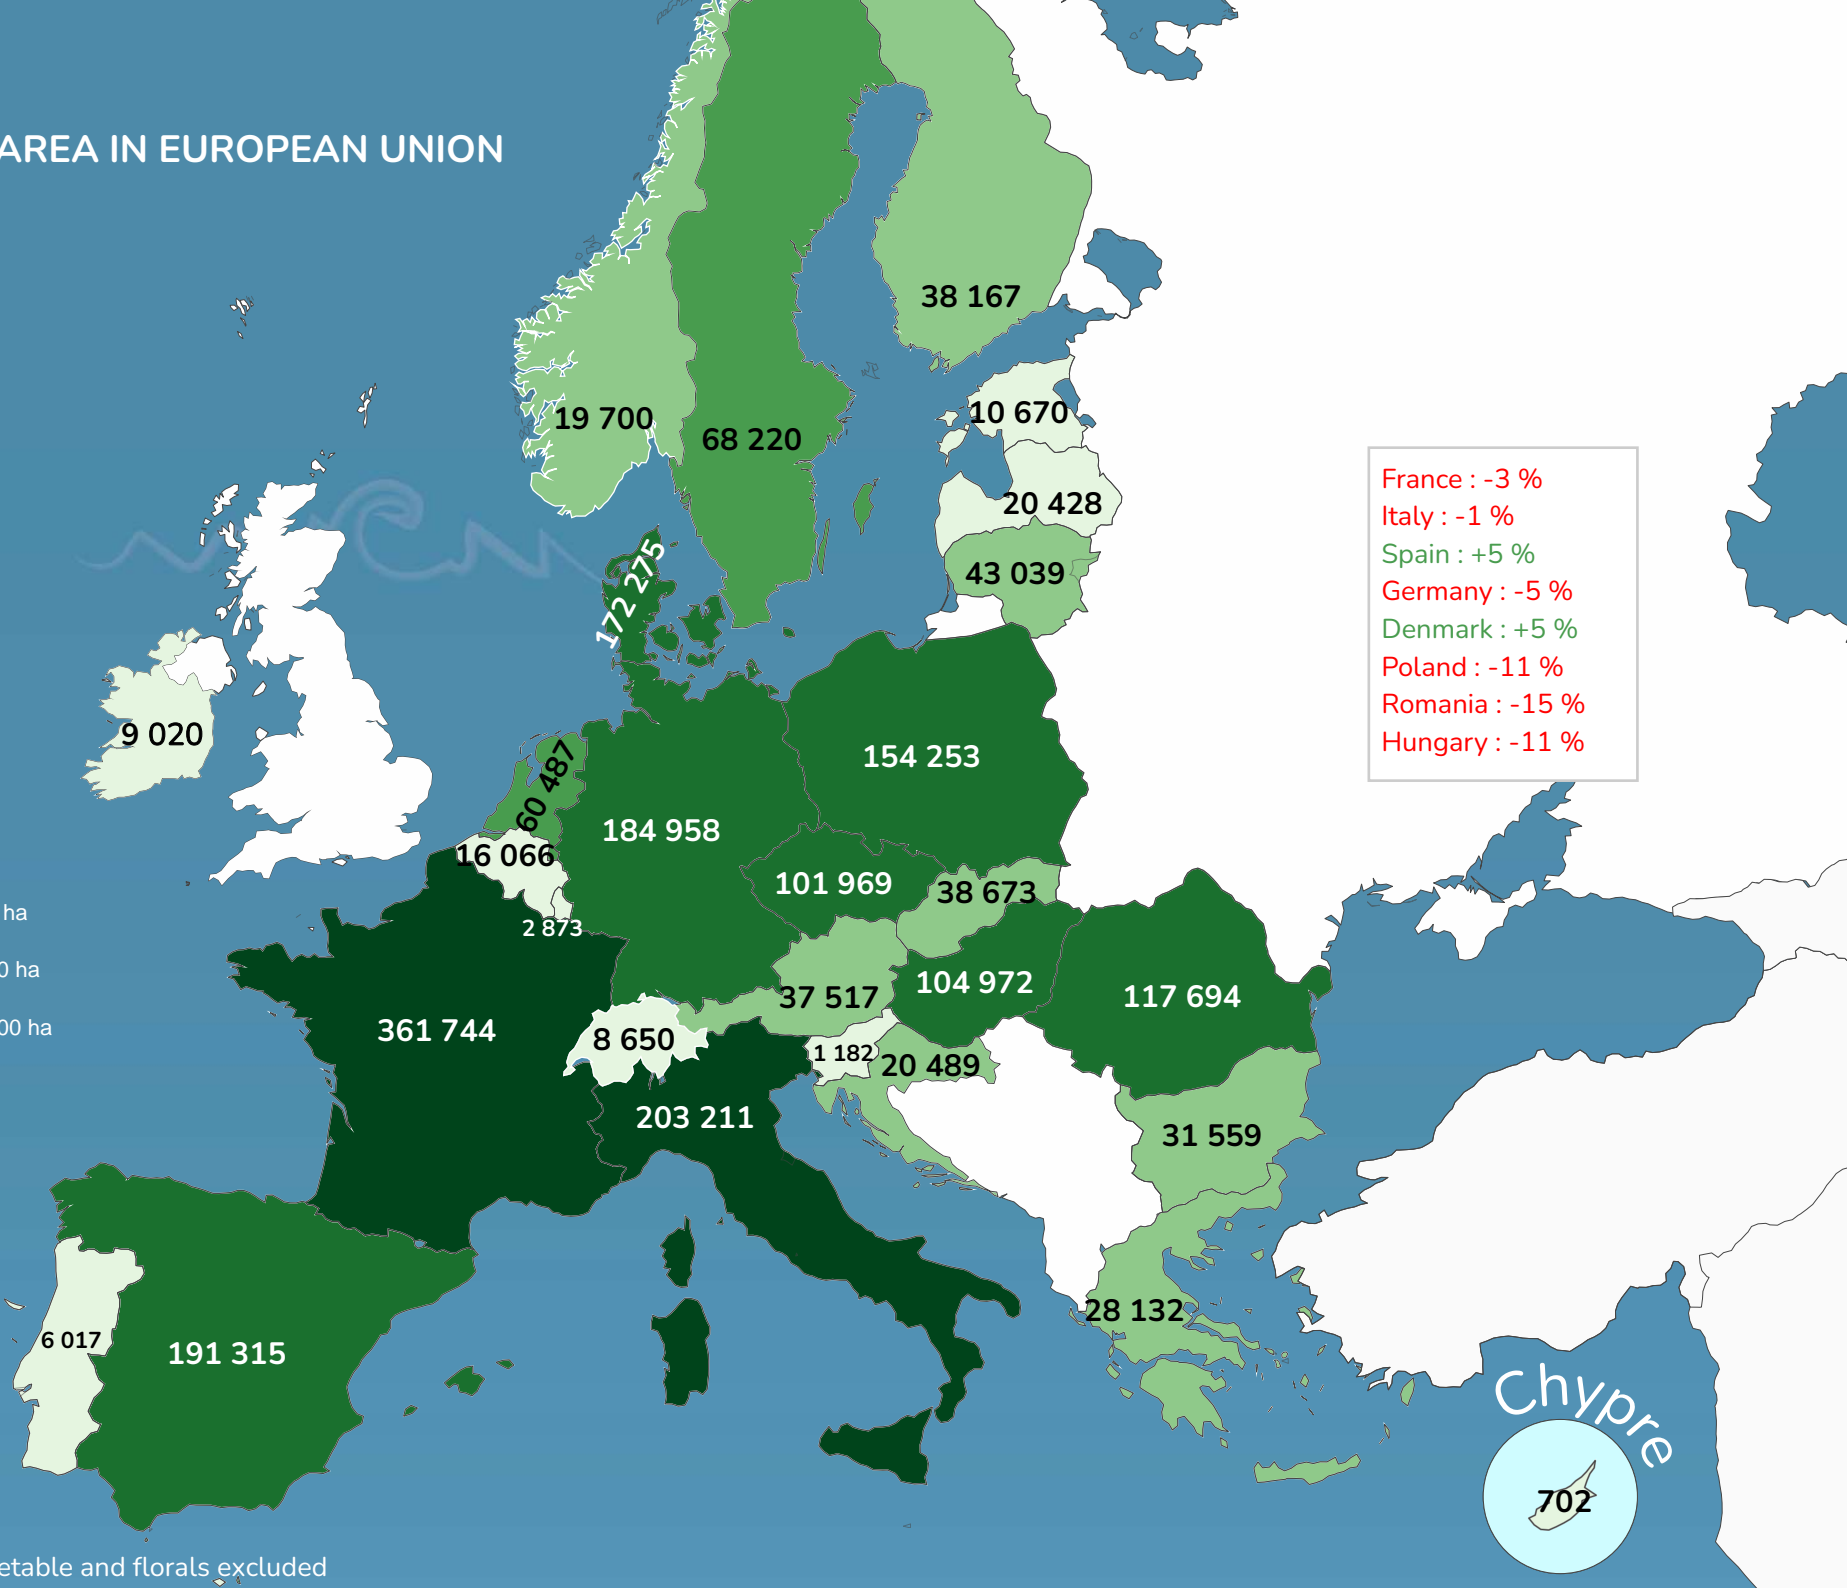 AREA IN EUROPEAN UNION
38 167
19 700
68 220
10 670
20 428
43 039
172 275
France : -3 %
Italy : -1 %
Spain : +5 %
Germany : -5 %
Denmark : +5 %
Poland : -11 %
Romania : -15 %
Hungary : -11 %
9 020
154 253
60 487
184 958
16 066
101 969
38 673
2 873
ha
0 ha
00 ha
37 517
104 972
117 694
361 744
8 650
1 182
20 489
203 211
31 559
28 132
6 017
191 315
Chypre
702
etable and florals excluded